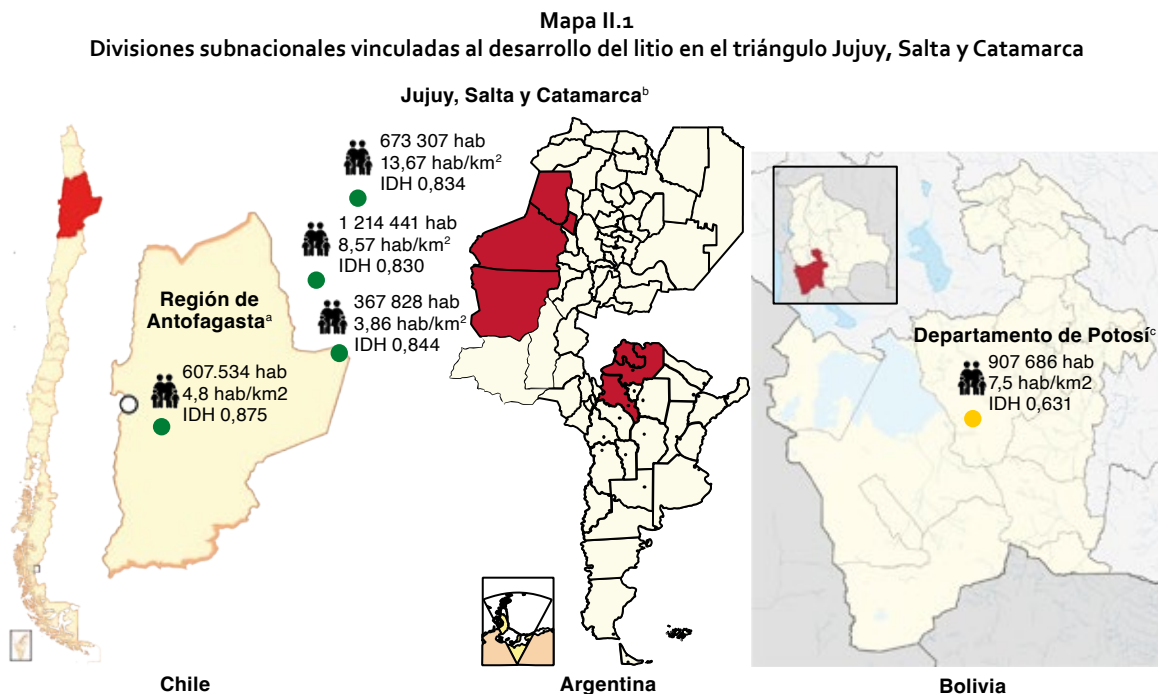 Mapa II.1
Divisiones subnacionales vinculadas al desarrollo del litio en el triángulo Jujuy, Salta y Catamarca
Jujuy, Salta y Catamarcaᵇ
673 307 hab
13,67 hab/km²
IDH 0,834
1 214 441 hab
8,57 hab/km²
IDH 0,830
367 828 hab
3,86 hab/km²
IDH 0,844
Región de
Antofagastaᵃ
607.534 hab
4,8 hab/km2
IDH 0,875
Departamento de Potosíᶜ
907 686 hab
7,5 hab/km2
IDH 0,631
Chile
Argentina
Bolivia